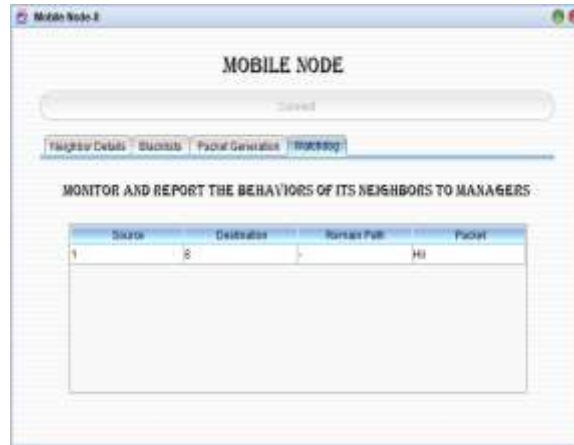 Mobile Node-8
MOBILE NODE
Neighbor Details Blacklists Packet Generation Watchdog
MONITOR AND REPORT THE BEHAVIORS OF ITS NEIGHBORS TO MANAGERS
Source Destination Remain Path Packet
1 8 -